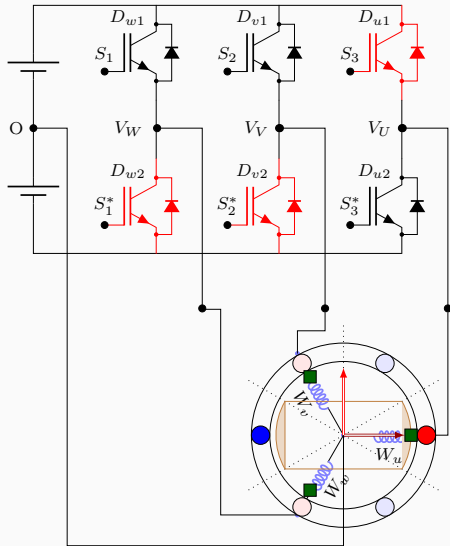 D_{w1} D_{v1} D_{u1}
S_1 S_2 S_3
O V_W V_V V_U
D_{w2} D_{v2} D_{u2}
S_1^* S_2^* S_3^*
W_v
W_u
W_w